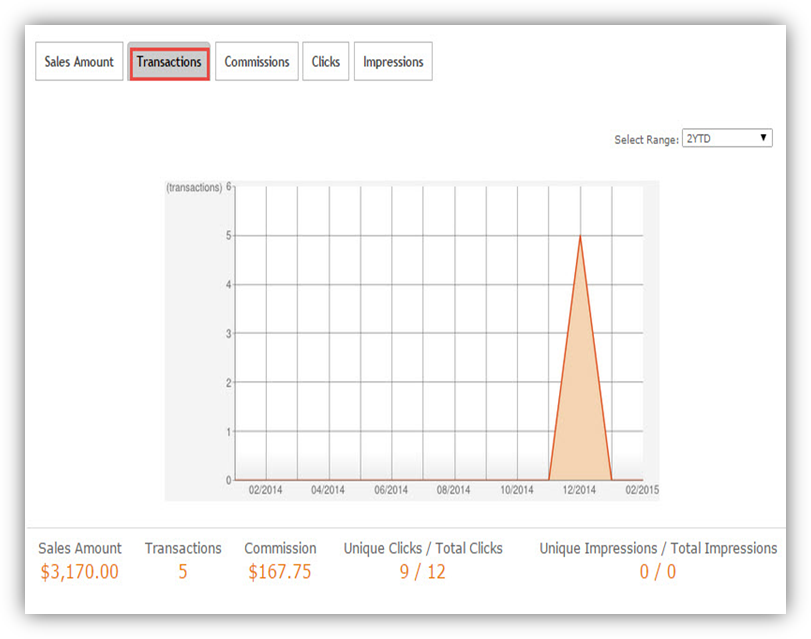 Sales Amount Transactions Commissions Clicks Impressions
Select Range: 2YTD
(transactions) 6
5
4
3
2
1
0
02/2014 04/2014 06/2014 08/2014 10/2014 12/2014 02/2015
Sales Amount Transactions Commission Unique Clicks / Total Clicks Unique Impressions / Total Impressions
$3,170.00 5 $167.75 9 / 12 0 / 0